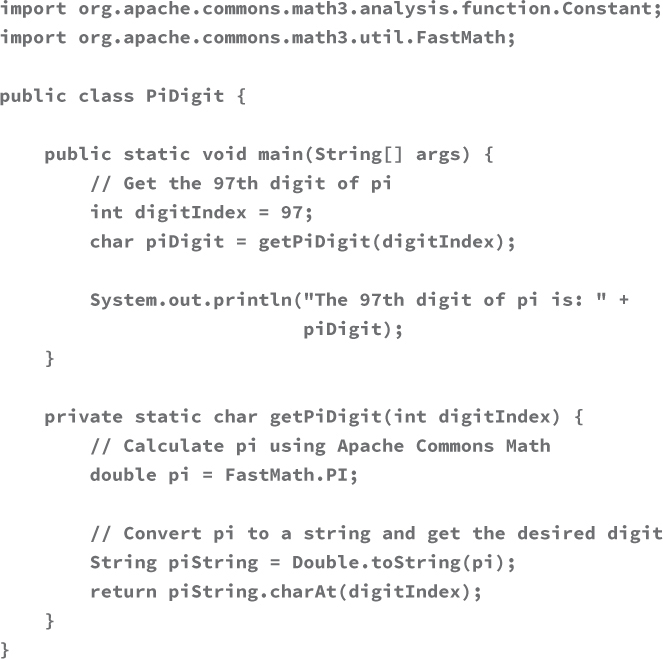 import org.apache.commons.math3.analysis.function.Constant;
import org.apache.commons.math3.util.FastMath;

public class PiDigit {

    public static void main(String[] args) {
        // Get the 97th digit of pi
        int digitIndex = 97;
        char piDigit = getPiDigit(digitIndex);

        System.out.println("The 97th digit of pi is: " +
                           piDigit);
    }

    private static char getPiDigit(int digitIndex) {
        // Calculate pi using Apache Commons Math
        double pi = FastMath.PI;

        // Convert pi to a string and get the desired digit
        String piString = Double.toString(pi);
        return piString.charAt(digitIndex);
    }
}